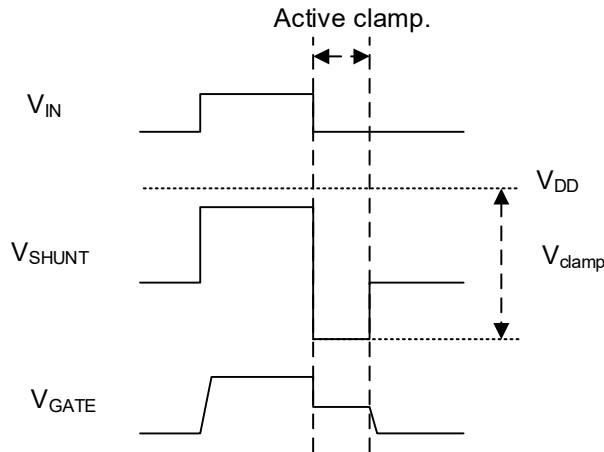 Active clamp.
VIN
VDD
VSHUNT
Vclamp
VGATE